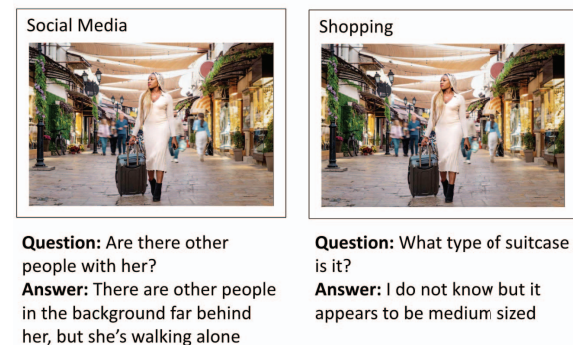 Social Media
Question: Are there other
people with her?
Answer: There are other people
in the background far behind
her, but she's walking alone
Shopping
Question: What type of suitcase
is it?
Answer: I do not know but it
appears to be medium sized